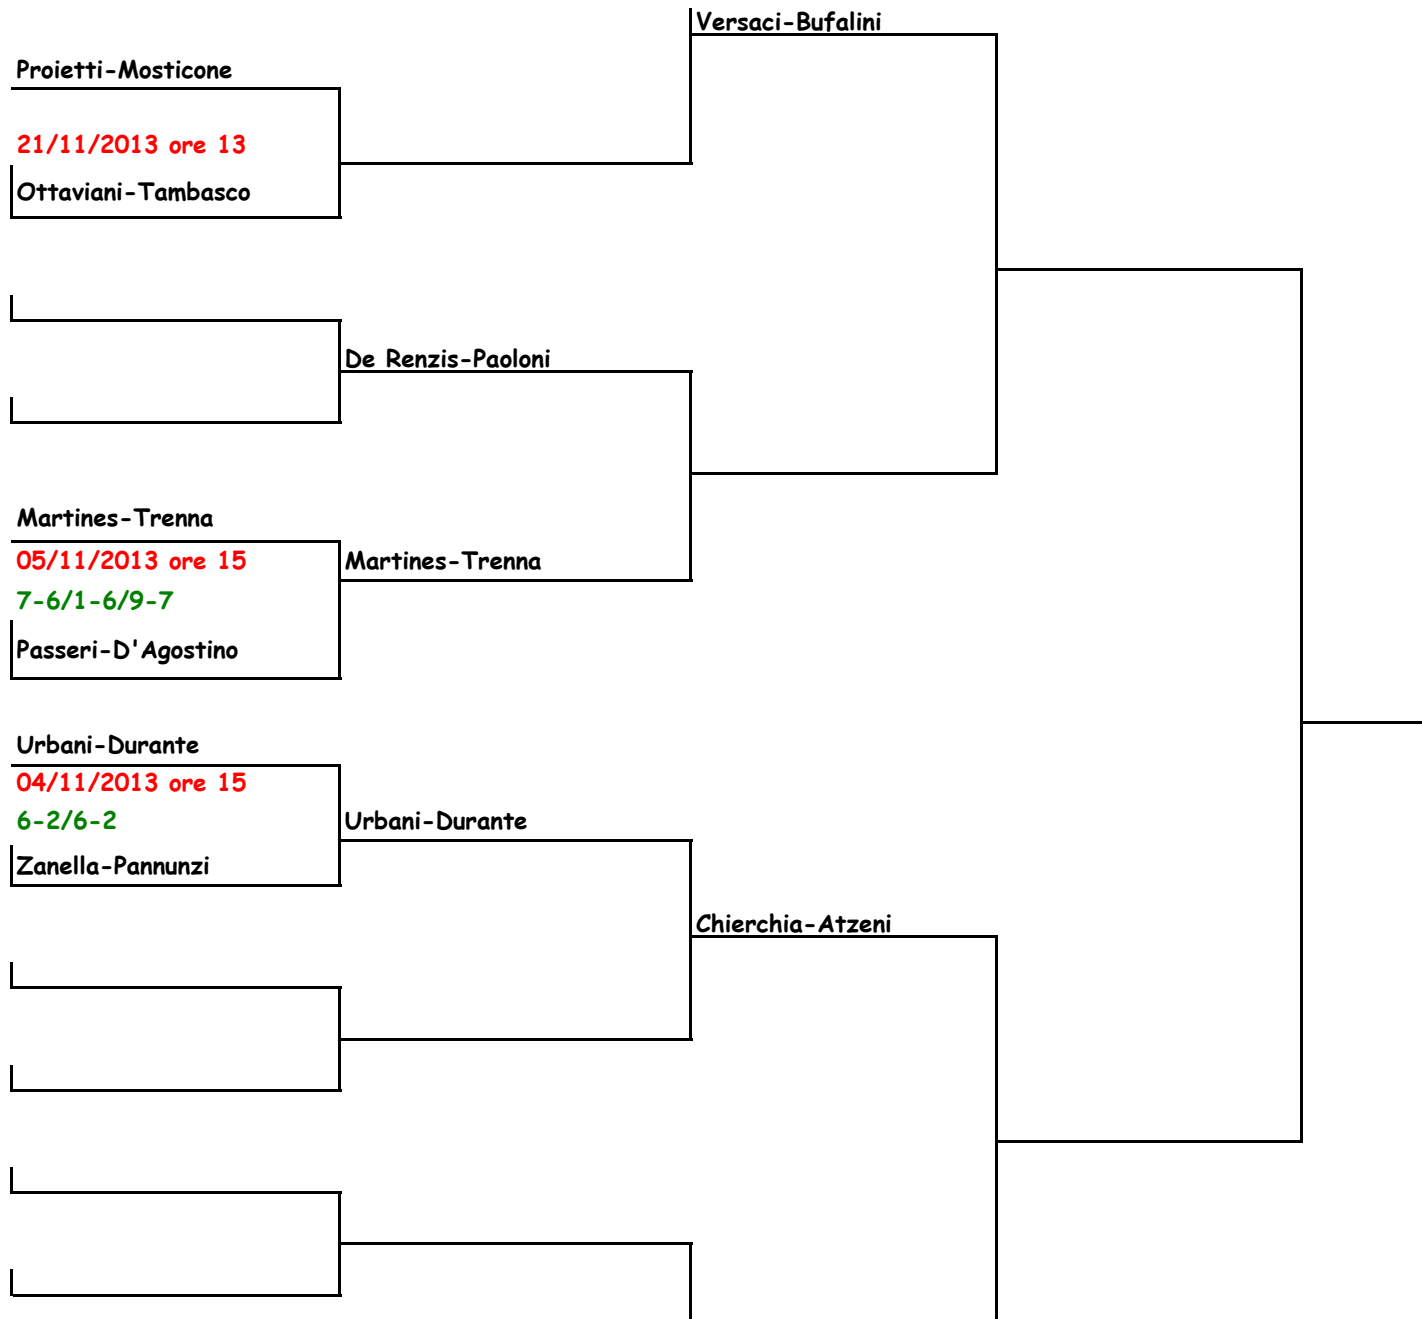 Versaci-Bufalini
Proietti-Mosticone
21/11/2013 ore 13
Ottaviani-Tambasco
De Renzis-Paoloni
Martines-Trenna
05/11/2013 ore 15
Martines-Trenna
7-6/1-6/9-7
Passeri-D'Agostino
Urbani-Durante
04/11/2013 ore 15
6-2/6-2
Urbani-Durante
Zanella-Pannunzi
Chierchia-Atzeni